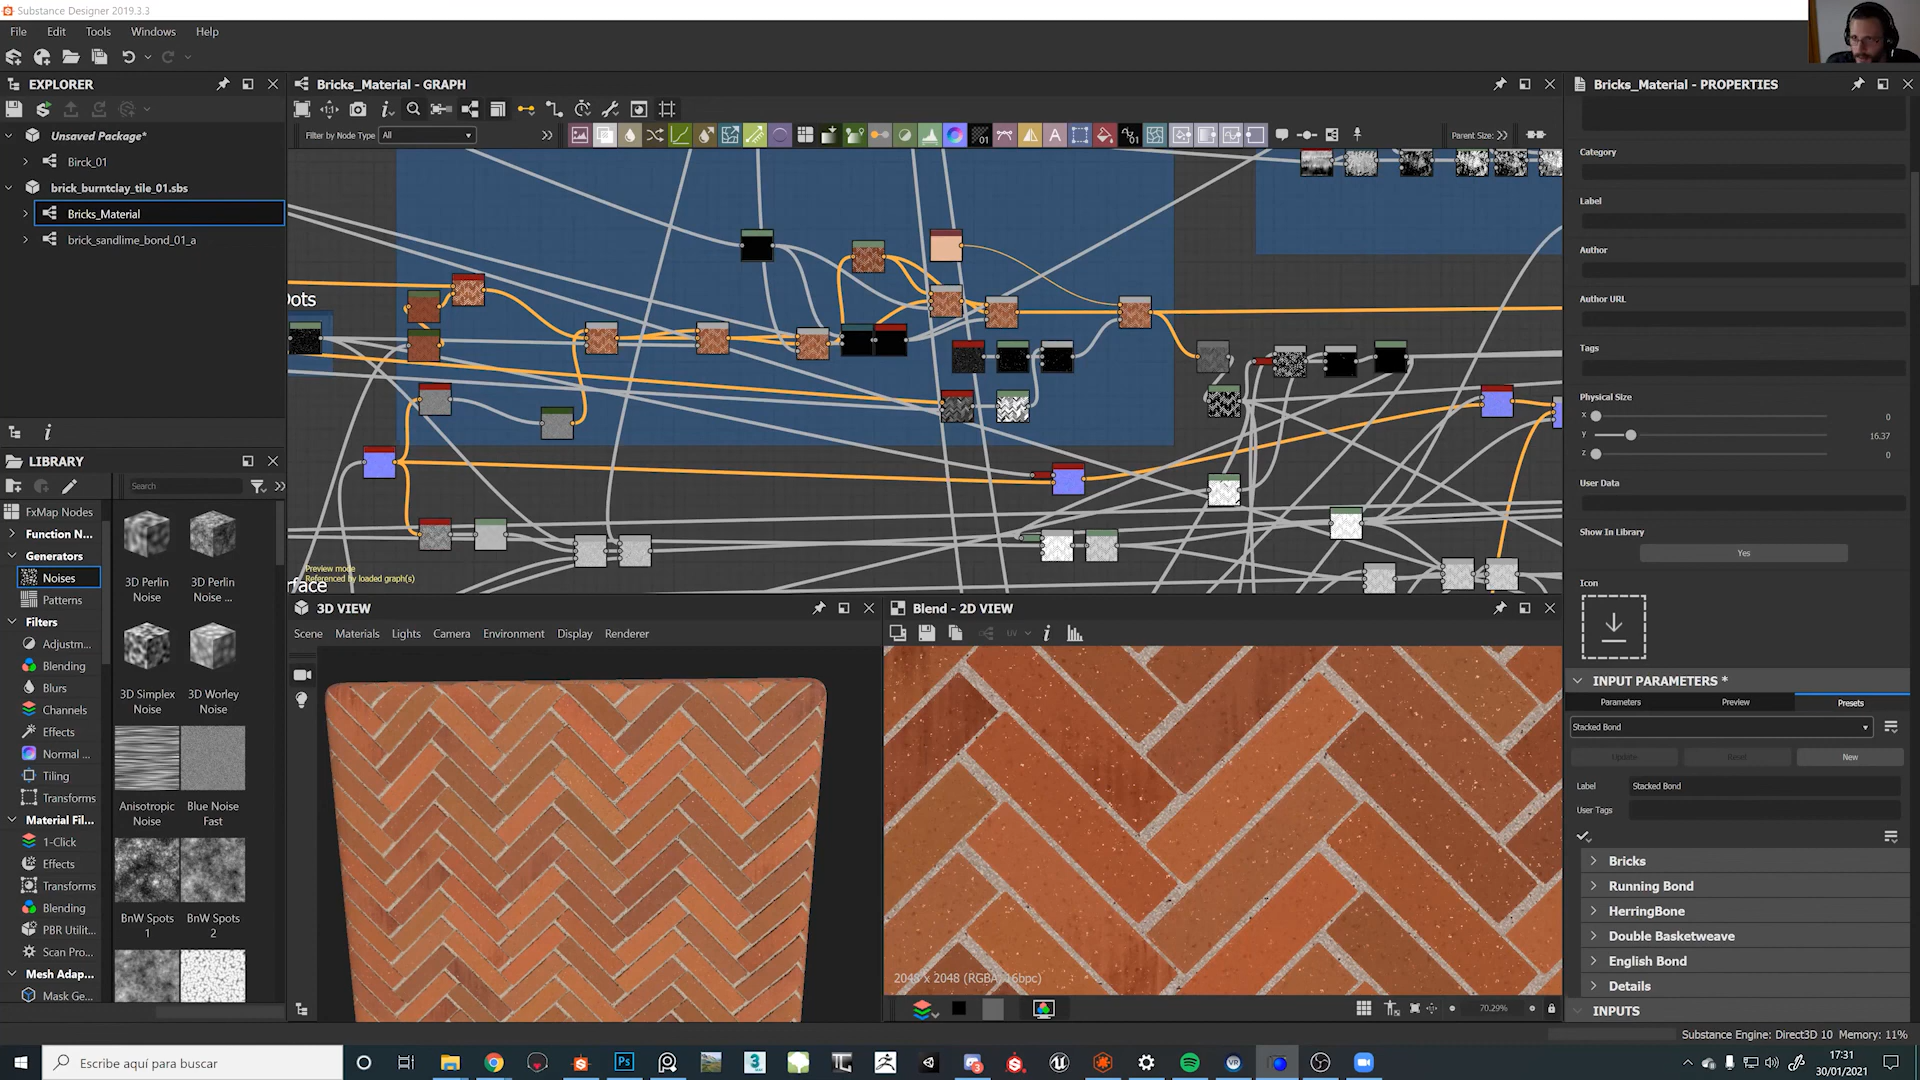 Substance Designer 2019.3.3
File Edit Tools Windows Help
EXPLORER
Unsaved Package*
Birck_01
brick_burntclay_tile_01.sbs
Bricks_Material
brick_sandlime_bond_01_a
LIBRARY
Search
FxMap Nodes
Function N...
Generators
Noises
Patterns
Filters
Adjustm...
Blending
Blurs
Channels
Effects
Normal ...
Tiling
Transforms
Material Fil...
1-Click
Effects
Transforms
Blending
PBR Utilit...
Scan Pro...
Mesh Adap...
Mask Ge...
3D Perlin Noise
3D Perlin Noise ...
3D Simplex Noise
3D Worley Noise
Anisotropic Noise
Blue Noise Fast
BnW Spots 1
BnW Spots 2
Bricks_Material - GRAPH
Filter by Node Type All
Parent Size:
Dots
rface
Preview mode
Referenced by loaded graph(s)
3D VIEW
Scene Materials Lights Camera Environment Display Renderer
Blend - 2D VIEW
UV
2048 x 2048 (RGBA, 16bpc)
70.29%
Bricks_Material - PROPERTIES
Category
Label
Author
Author URL
Tags
Physical Size
x 0
y 16.37
z 0
User Data
Show In Library
Yes
Icon
INPUT PARAMETERS *
Parameters Preview Presets
Stacked Bond
Update Reset New
Label Stacked Bond
User Tags
Bricks
Running Bond
HerringBone
Double Basketweave
English Bond
Details
INPUTS
Substance Engine: Direct3D 10 Memory: 11%
Escribe aquí para buscar
17:31
30/01/2021